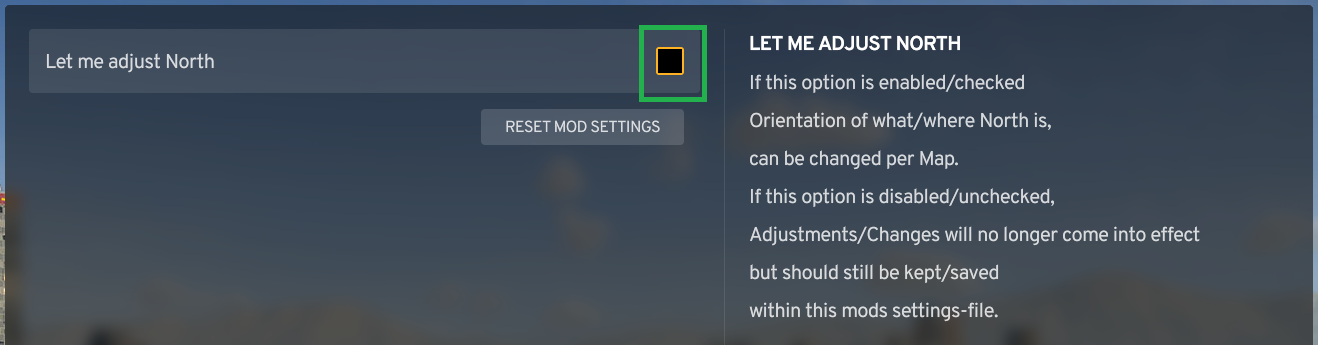 Let me adjust North
RESET MOD SETTINGS
LET ME ADJUST NORTH
If this option is enabled/checked
Orientation of what/where North is,
can be changed per Map.
If this option is disabled/unchecked,
Adjustments/Changes will no longer come into effect
but should still be kept/saved
within this mods settings-file.